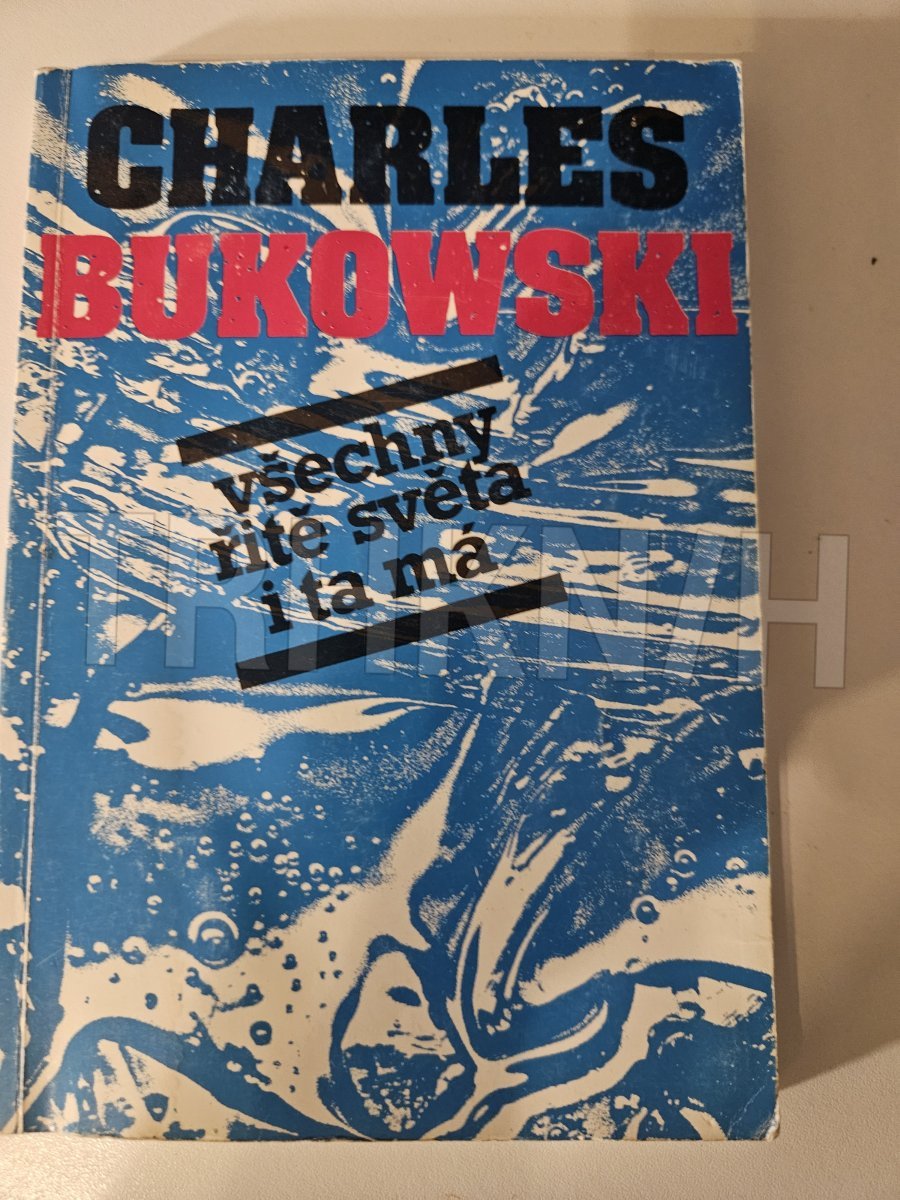 CHARLES
BUKOWSKI
všechny
řitě světa
i ta má